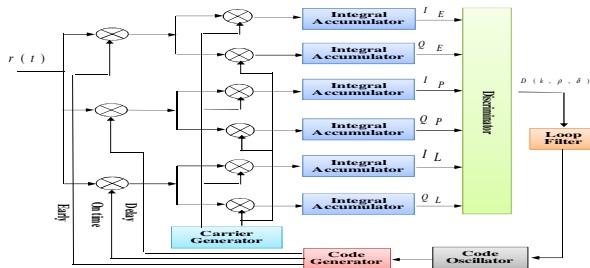 r ( t )
Integral
Accumulator
I E
Integral
Accumulator
Q E
Integral
Accumulator
I P
Integral
Accumulator
Q P
Integral
Accumulator
I L
Integral
Accumulator
Q L
Discriminator
D ( k , ρ , δ )
Loop
Filter
Early
On time
Delay
Carrier
Generator
Code
Generator
Code
Oscillator